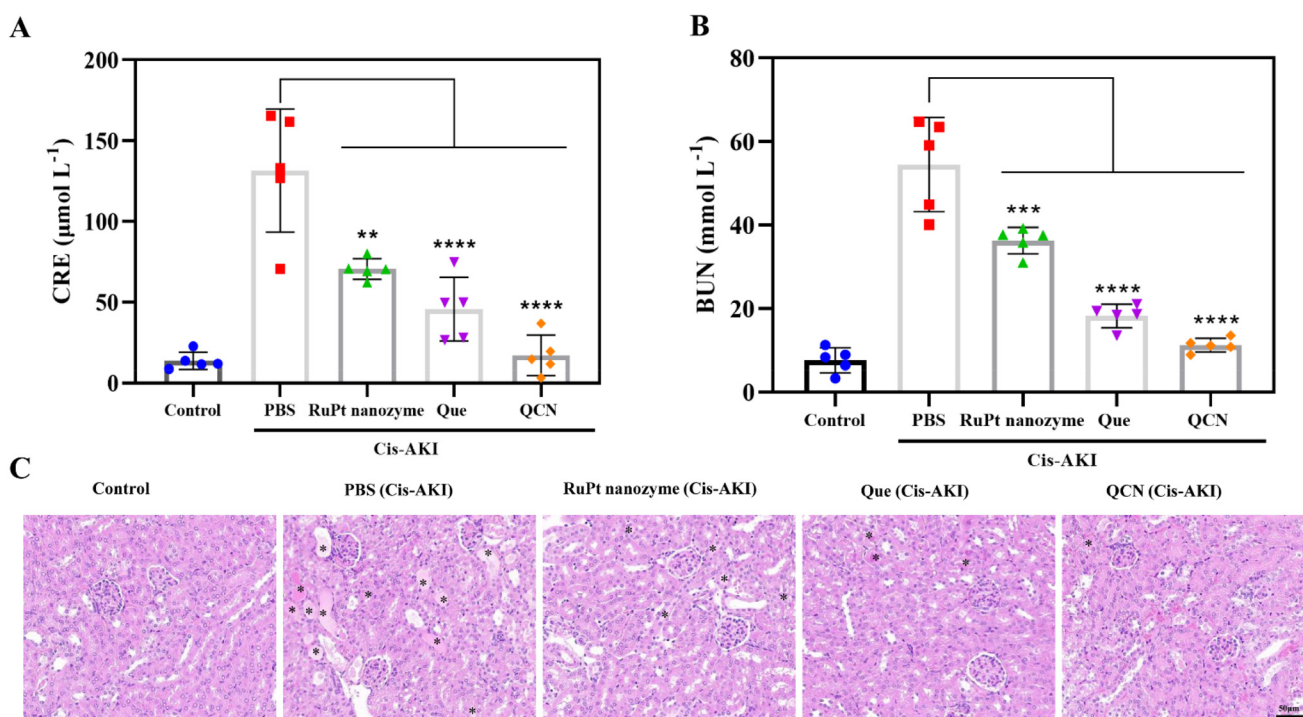 A
200
150
100
50
0
CRE (μmol L⁻¹)
**
****
****
Control
PBS
RuPt nanozyme
Que
QCN
Cis-AKI
B
80
60
40
20
0
BUN (mmol L⁻¹)
***
****
****
Control
PBS
RuPt nanozyme
Que
QCN
Cis-AKI
C
Control
PBS (Cis-AKI)
RuPt nanozyme (Cis-AKI)
Que (Cis-AKI)
QCN (Cis-AKI)
50μm